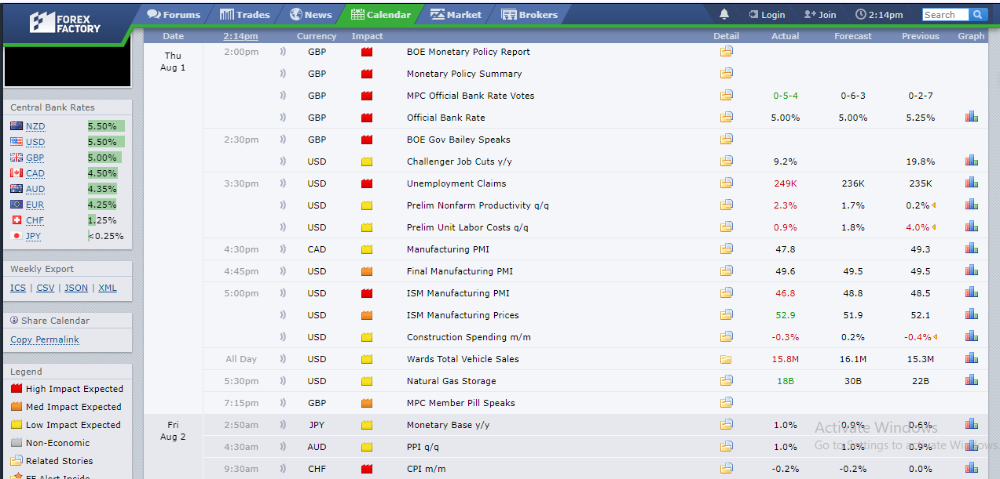 FOREX FACTORY
Forums Trades News Calendar Market Brokers Login Join 2:14pm Search
Date 2:14pm Currency Impact Detail Actual Forecast Previous Graph
Central Bank Rates
NZD 5.50%
USD 5.50%
GBP 5.00%
CAD 4.50%
AUD 4.35%
EUR 4.25%
CHF 1.25%
JPY <0.25%
Weekly Export
ICS | CSV | JSON | XML
Share Calendar
Copy Permalink
Legend
High Impact Expected
Med Impact Expected
Low Impact Expected
Non-Economic
Related Stories
FF Alert Inside
Thu Aug 1
2:00pm GBP BOE Monetary Policy Report
GBP Monetary Policy Summary
GBP MPC Official Bank Rate Votes 0-5-4 0-6-3 0-2-7
GBP Official Bank Rate 5.00% 5.00% 5.25%
2:30pm GBP BOE Gov Bailey Speaks
USD Challenger Job Cuts y/y 9.2% 19.8%
3:30pm USD Unemployment Claims 249K 236K 235K
USD Prelim Nonfarm Productivity q/q 2.3% 1.7% 0.2%
USD Prelim Unit Labor Costs q/q 0.9% 1.8% 4.0%
4:30pm CAD Manufacturing PMI 47.8 49.3
4:45pm USD Final Manufacturing PMI 49.6 49.5 49.5
5:00pm USD ISM Manufacturing PMI 46.8 48.8 48.5
USD ISM Manufacturing Prices 52.9 51.9 52.1
USD Construction Spending m/m -0.3% 0.2% -0.4%
All Day USD Wards Total Vehicle Sales 15.8M 16.1M 15.3M
5:30pm USD Natural Gas Storage 18B 30B 22B
7:15pm GBP MPC Member Pill Speaks
Fri Aug 2
2:50am JPY Monetary Base y/y 1.0% 0.9% 0.6%
4:30am AUD PPI q/q 1.0% 1.0% 0.9%
9:30am CHF CPI m/m -0.2% -0.2% 0.0%
Activate Windows
Go to Settings to activate Windows.